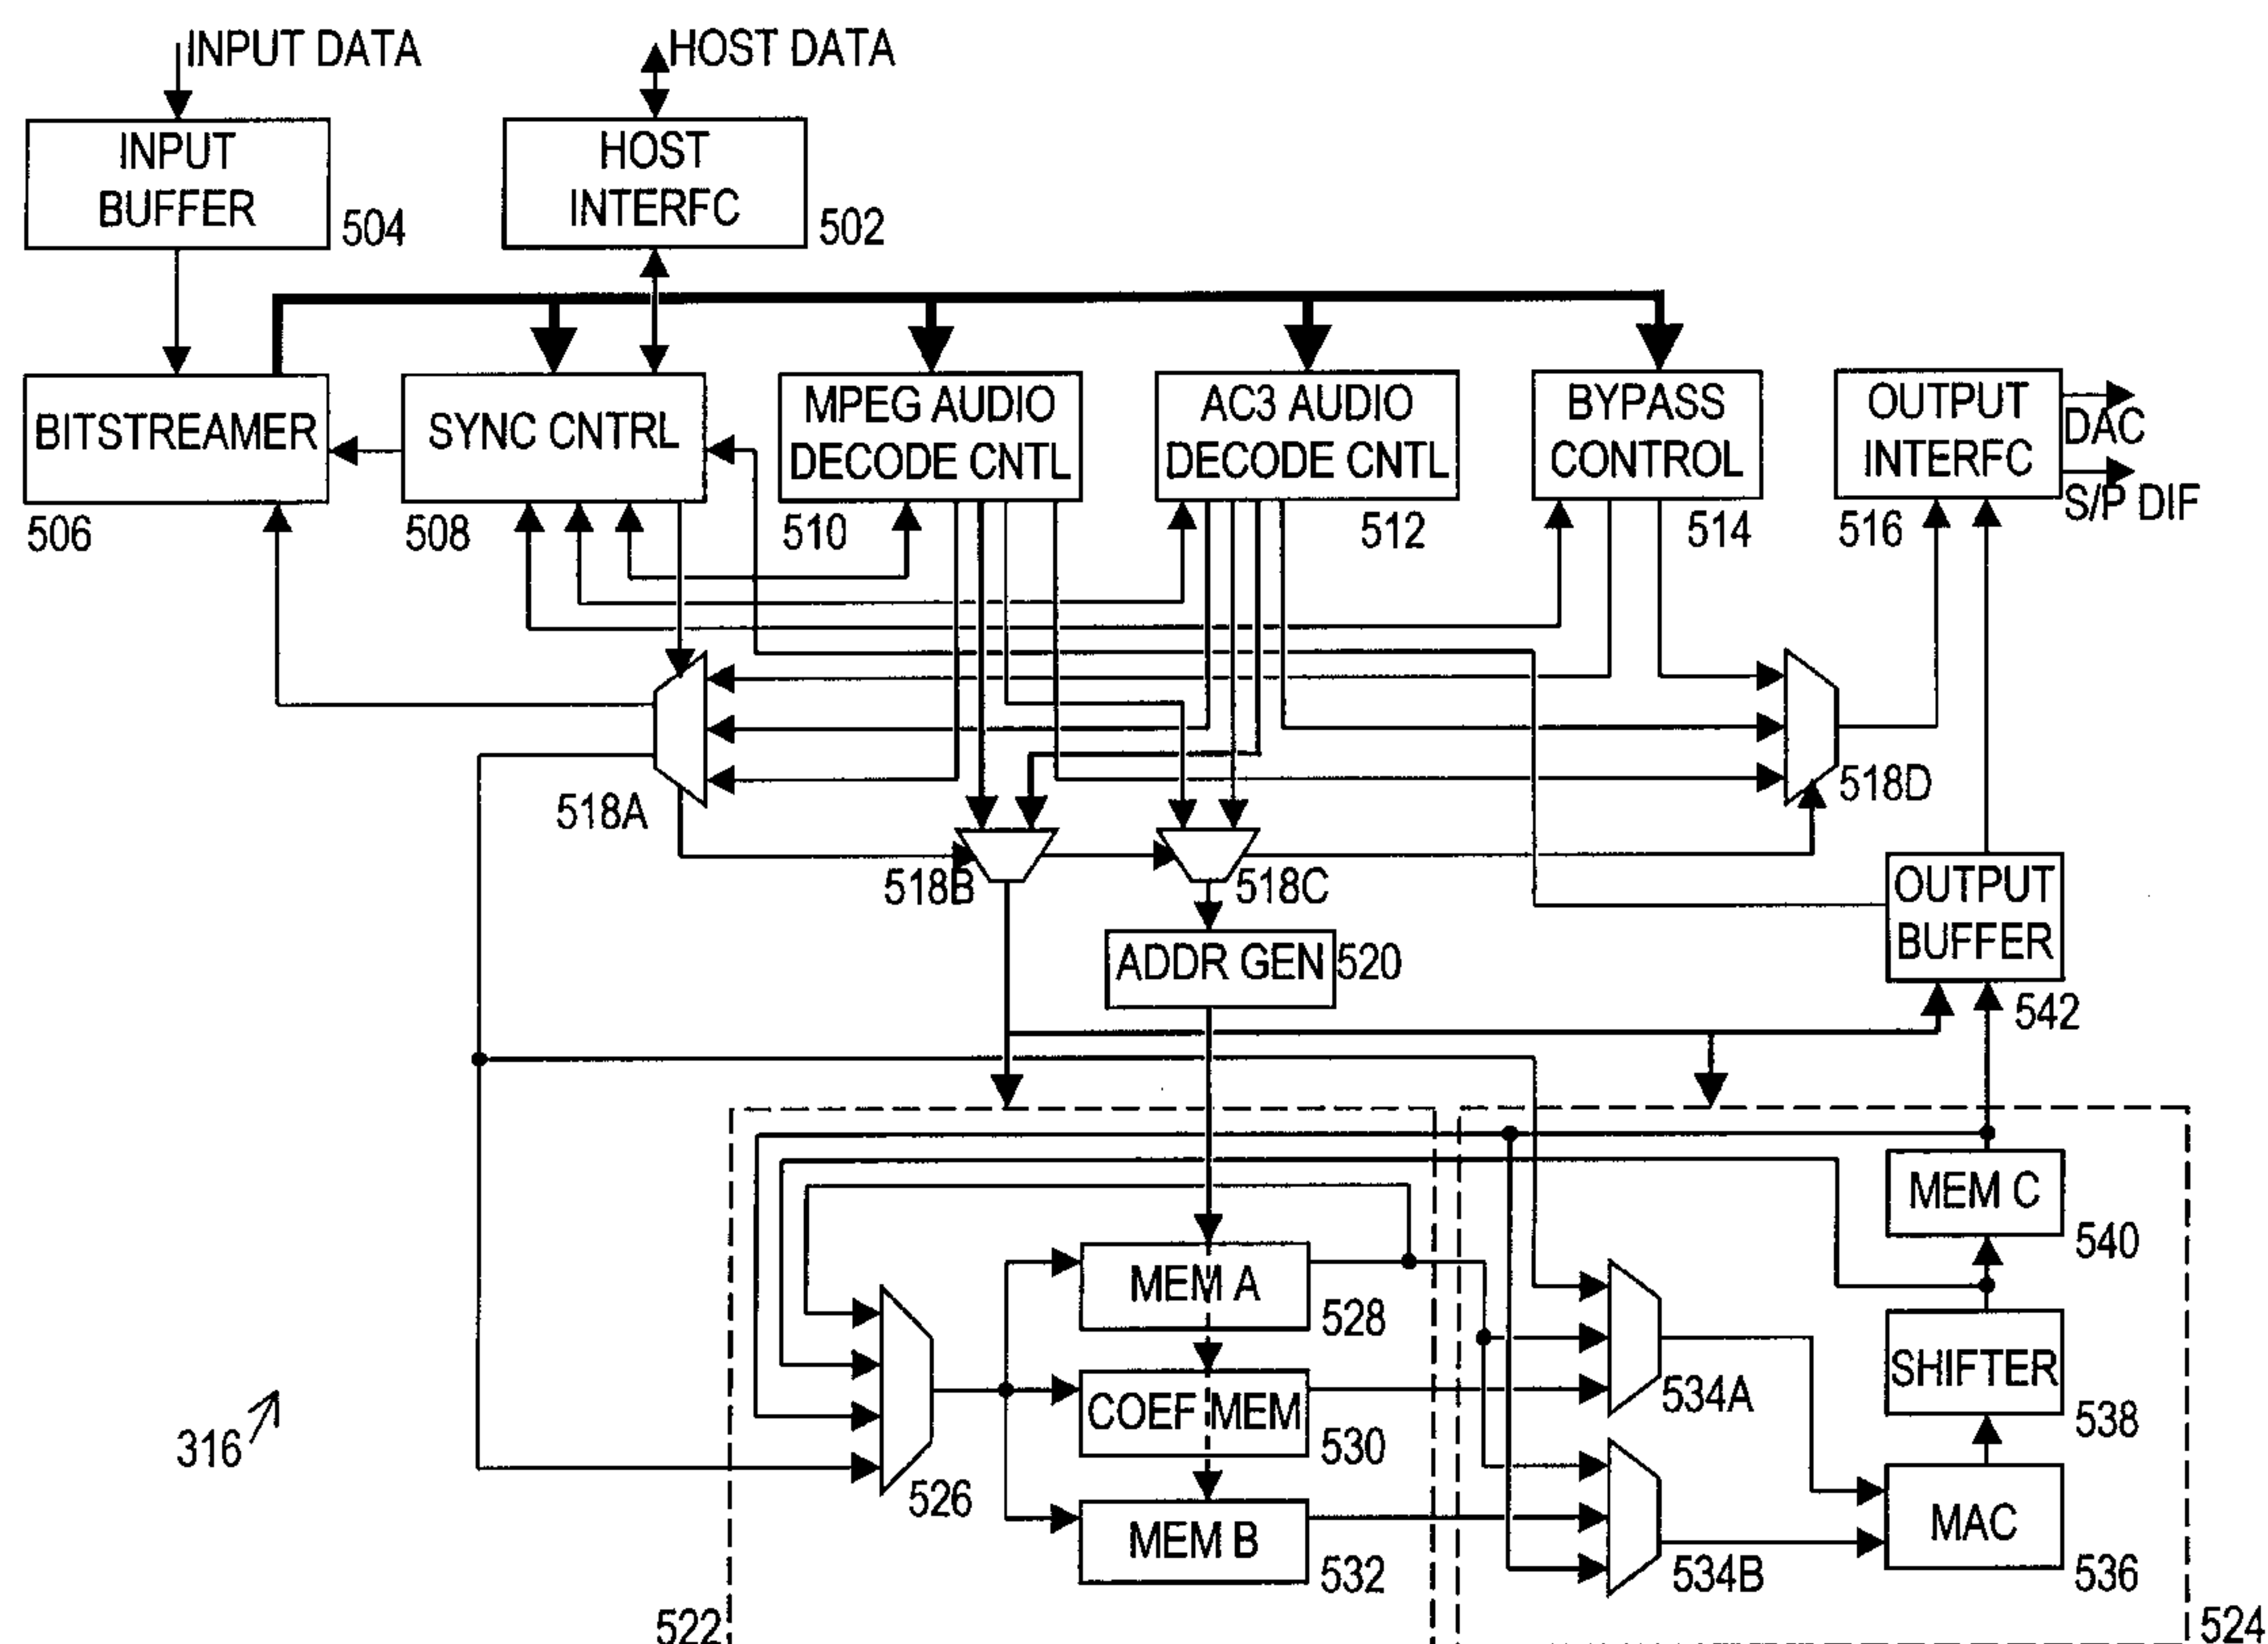 INPUT DATA
HOST DATA
INPUT
BUFFER
504
HOST
INTERFC
502
BITSTREAMER
506
SYNC CNTRL
508
MPEG AUDIO
DECODE CNTL
510
AC3 AUDIO
DECODE CNTL
512
BYPASS
CONTROL
514
OUTPUT
INTERFC
516
DAC
S/P DIF
518A
518B
518C
518D
ADDR GEN
520
OUTPUT
BUFFER
542
MEM A
528
COEF MEM
530
MEM B
532
526
534A
534B
MEM C
540
SHIFTER
538
MAC
536
316
522
524